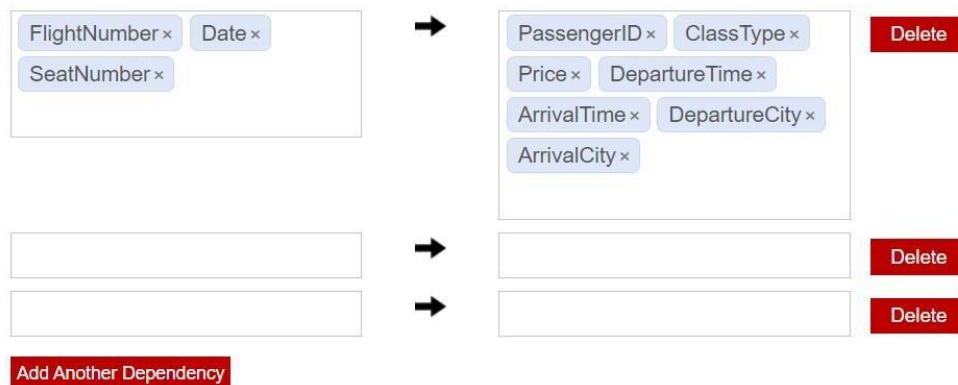 FlightNumber × Date ×
SeatNumber ×
PassengerID × ClassType ×
Price × DepartureTime ×
ArrivalTime × DepartureCity ×
ArrivalCity ×
Delete
Delete
Delete
Add Another Dependency